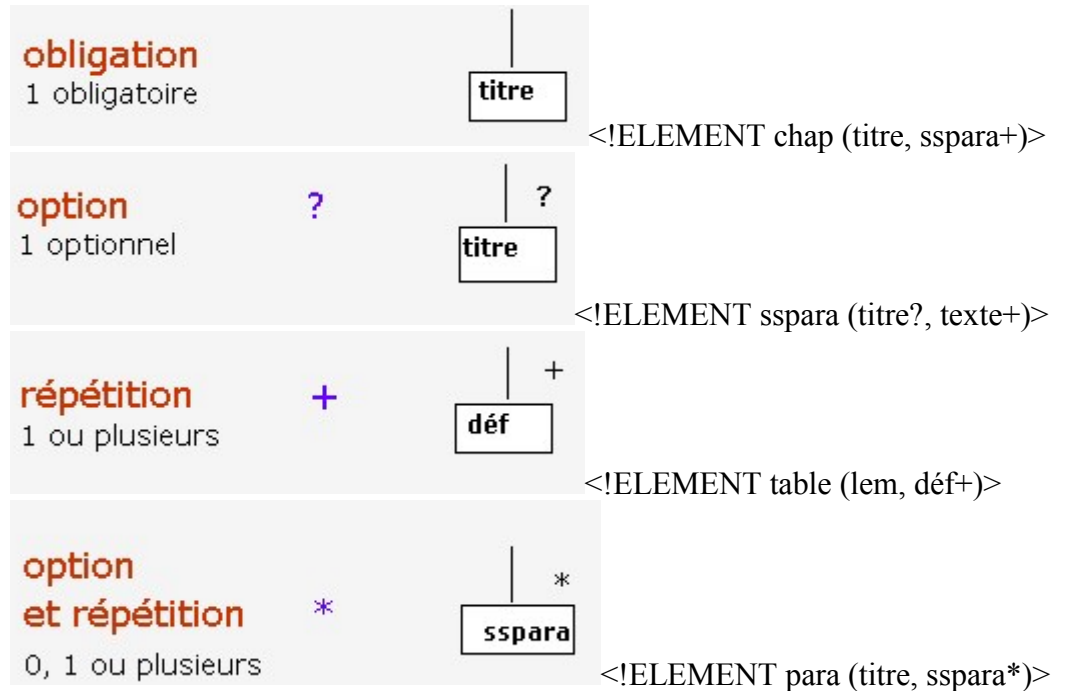 obligation
1 obligatoire
titre
<!ELEMENT chap (titre, sspara+)>
option ? ?
1 optionnel
titre
<!ELEMENT sspara (titre?, texte+)>
répétition + +
1 ou plusieurs
déf
<!ELEMENT table (lem, déf+)>
option
et répétition * *
0, 1 ou plusieurs
sspara
<!ELEMENT para (titre, sspara*)>